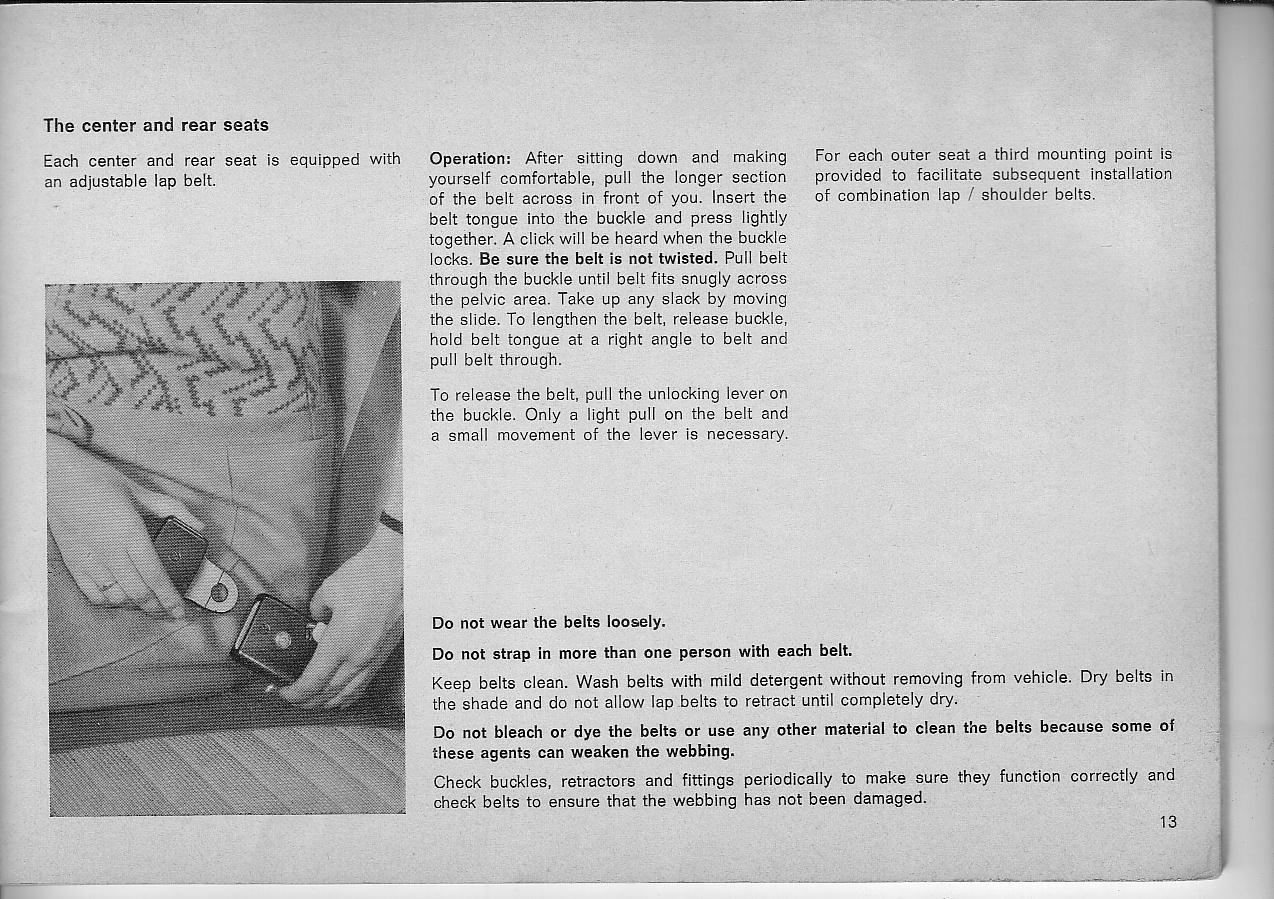 The center and rear seats
Each center and rear seat is equipped with
an adjustable lap belt.
Operation: After sitting down and making
yourself comfortable, pull the longer section
of the belt across in front of you. Insert the
belt tongue into the buckle and press lightly
together. A click will be heard when the buckle
locks. Be sure the belt is not twisted. Pull belt
through the buckle until belt fits snugly across
the pelvic area. Take up any slack by moving
the slide. To lengthen the belt, release buckle,
hold belt tongue at a right angle to belt and
pull belt through.
To release the belt, pull the unlocking lever on
the buckle. Only a light pull on the belt and
a small movement of the lever is necessary.
For each outer seat a third mounting point is
provided to facilitate subsequent installation
of combination lap / shoulder belts.
Do not wear the belts loosely.
Do not strap in more than one person with each belt.
Keep belts clean. Wash belts with mild detergent without removing from vehicle. Dry belts in
the shade and do not allow lap belts to retract until completely dry.
Do not bleach or dye the belts or use any other material to clean the belts because some of
these agents can weaken the webbing.
Check buckles, retractors and fittings periodically to make sure they function correctly and
check belts to ensure that the webbing has not been damaged.
13